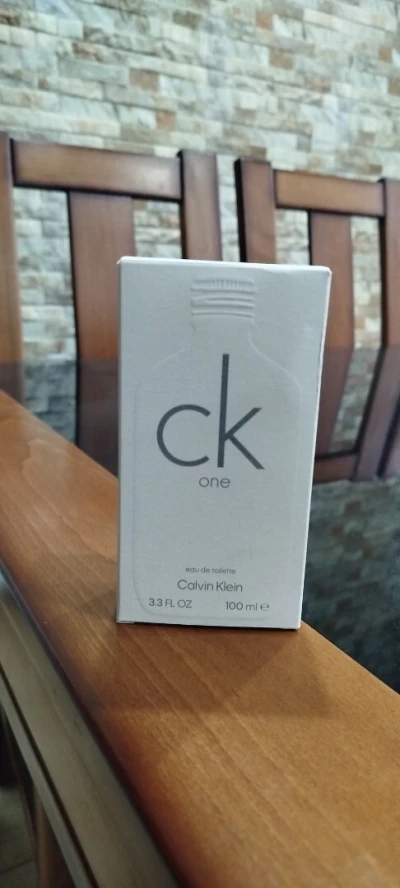 ck
one
eau de toilette
Calvin Klein
3.3 FL OZ 100 ml ℮